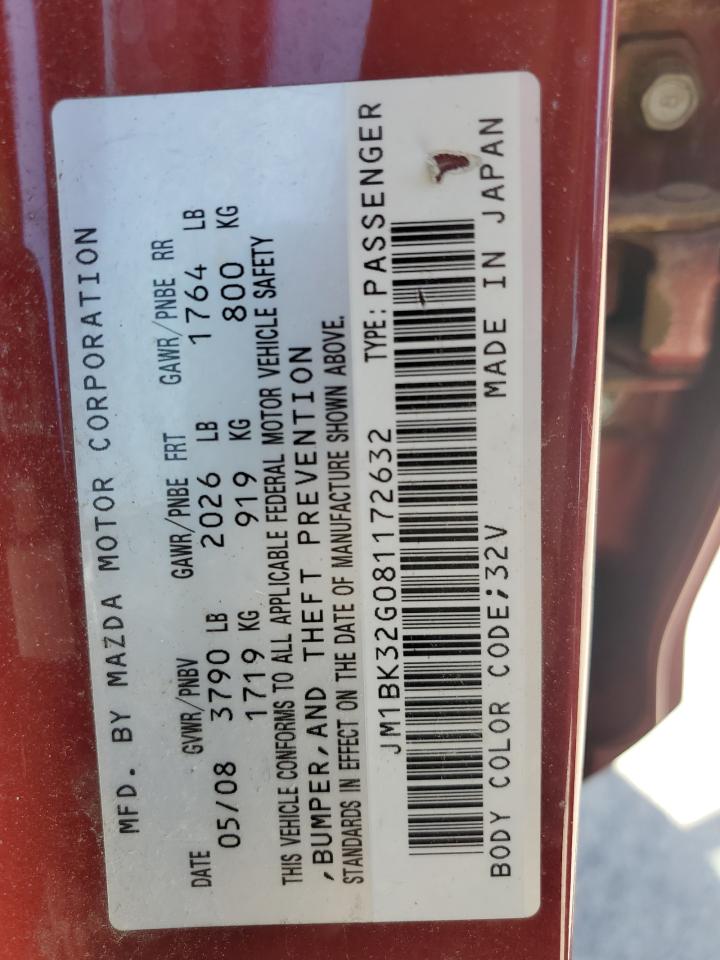 MFD. BY MAZDA MOTOR CORPORATION
DATE GVWR/PNBV GAWR/PNBE FRT GAWR/PNBE RR
05/08 3790 LB 2026 LB 1764 LB
1719 KG 919 KG 800 KG
THIS VEHICLE CONFORMS TO ALL APPLICABLE FEDERAL MOTOR VEHICLE SAFETY
,BUMPER,AND THEFT PREVENTION
STANDARDS IN EFFECT ON THE DATE OF MANUFACTURE SHOWN ABOVE.
JM1BK32G081172632 TYPE:PASSENGER
BODY COLOR CODE;32V MADE IN JAPAN